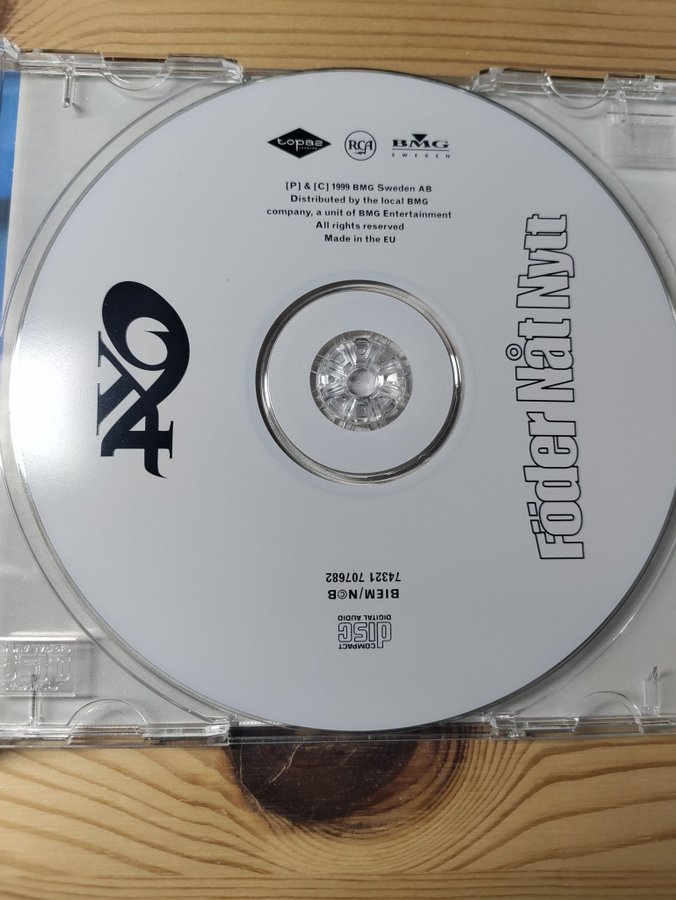 topaz
RCA
BMG
SWEDEN
[P] & [C] 1999 BMG Sweden AB
Distributed by the local BMG
company, a unit of BMG Entertainment
All rights reserved
Made in the EU
Föder Nåt Nytt
BIEM/N©B
74321 707682
COMPACT
disc
DIGITAL AUDIO